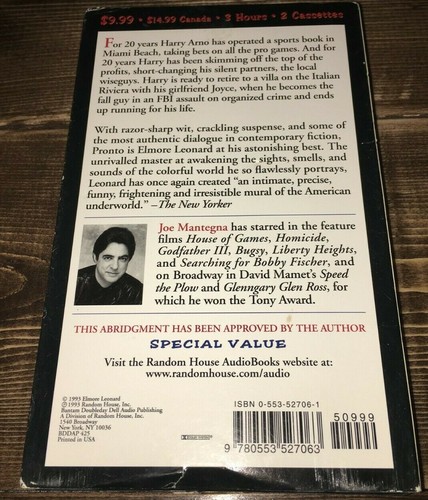 $9.99 • $14.99 Canada • 3 Hours • 2 Cassettes
For 20 years Harry Arno has operated a sports book in
Miami Beach, taking bets on all the pro games. And for
20 years Harry has been skimming off the top of the
profits, short-changing his silent partners, the local
wiseguys. Harry is ready to retire to a villa on the Italian
Riviera with his girlfriend Joyce, when he becomes the
fall guy in an FBI assault on organized crime and ends
up running for his life.
With razor-sharp wit, crackling suspense, and some of
the most authentic dialogue in contemporary fiction,
Pronto is Elmore Leonard at his astonishing best. The
unrivalled master at awakening the sights, smells, and
sounds of the colorful world he so flawlessly portrays,
Leonard has once again created "an intimate, precise,
funny, frightening and irresistible mural of the American
underworld." –The New Yorker
Joe Mantegna has starred in the feature
films House of Games, Homicide,
Godfather III, Bugsy, Liberty Heights,
and Searching for Bobby Fischer, and
on Broadway in David Mamet's Speed
the Plow and Glenngary Glen Ross, for
which he won the Tony Award.
THIS ABRIDGMENT HAS BEEN APPROVED BY THE AUTHOR
SPECIAL VALUE
Visit the Random House AudioBooks website at:
www.randomhouse.com/audio
© 1993 Elmore Leonard
Ⓟ 1993 Random House, Inc.
Bantam Doubleday Dell Audio Publishing
A Division of Random House, Inc.
1540 Broadway
New York, NY 10036
BDDAP 425
Printed in USA
ISBN 0-553-52706-1
50999
9 780553 527063